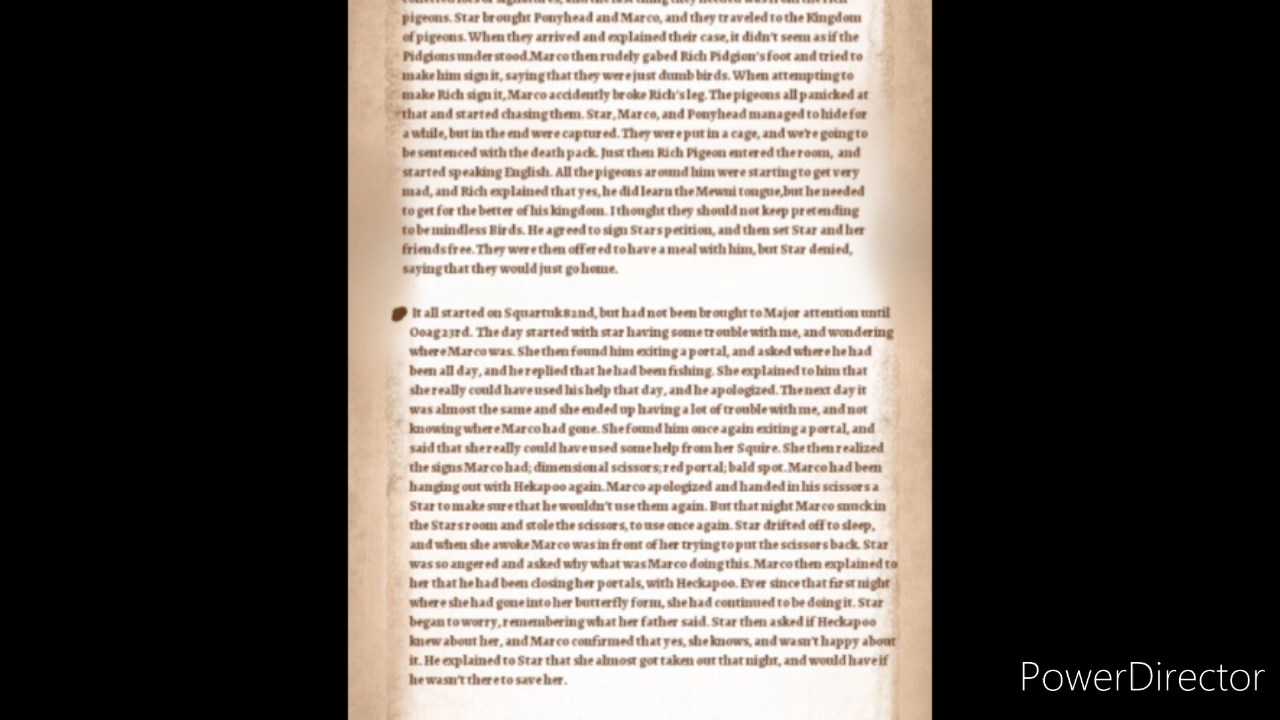 pigeons. Star brought Ponyhead and Marco, and they traveled to the Kingdom
of pigeons. When they arrived and explained their case, it didn't seem as if the
Pidgions understood.Marco then rudely gabed Rich Pidgion's foot and tried to
make him sign it, saying that they were just dumb birds. When attempting to
make Rich sign it, Marco accidently broke Rich's leg. The pigeons all panicked at
that and started chasing them. Star, Marco, and Ponyhead managed to hide for
a while, but in the end were captured. They were put in a cage, and we're going to
be sentenced with the death pack. Just then Rich Pigeon entered the room, and
started speaking English. All the pigeons around him were starting to get very
mad, and Rich explained that yes, he did learn the Mewni tongue,but he needed
to get for the better of his kingdom. I thought they should not keep pretending
to be mindless Birds. He agreed to sign Stars petition, and then set Star and her
friends free. They were then offered to have a meal with him, but Star denied,
saying that they would just go home.
It all started on Squartuk82nd, but had not been brought to Major attention until
Ooag23rd. The day started with star having some trouble with me, and wondering
where Marco was. She then found him exiting a portal, and asked where he had
been all day, and he replied that he had been fishing. She explained to him that
she really could have used his help that day, and he apologized. The next day it
was almost the same and she ended up having a lot of trouble with me, and not
knowing where Marco had gone. She found him once again exiting a portal, and
said that she really could have used some help from her Squire. She then realized
the signs Marco had; dimensional scissors; red portal; bald spot. Marco had been
hanging out with Hekapoo again. Marco apologized and handed in his scissors a
Star to make sure that he wouldn't use them again. But that night Marco snuck in
the Stars room and stole the scissors, to use once again. Star drifted off to sleep,
and when she awoke Marco was in front of her trying to put the scissors back. Star
was so angered and asked why what was Marco doing this. Marco then explained to
her that he had been closing her portals, with Heckapoo. Ever since that first night
where she had gone into her butterfly form, she had continued to be doing it. Star
began to worry, remembering what her father said. Star then asked if Heckapoo
knew about her, and Marco confirmed that yes, she knows, and wasn't happy about
it. He explained to Star that she almost got taken out that night, and would have if
he wasn't there to save her.
PowerDirector